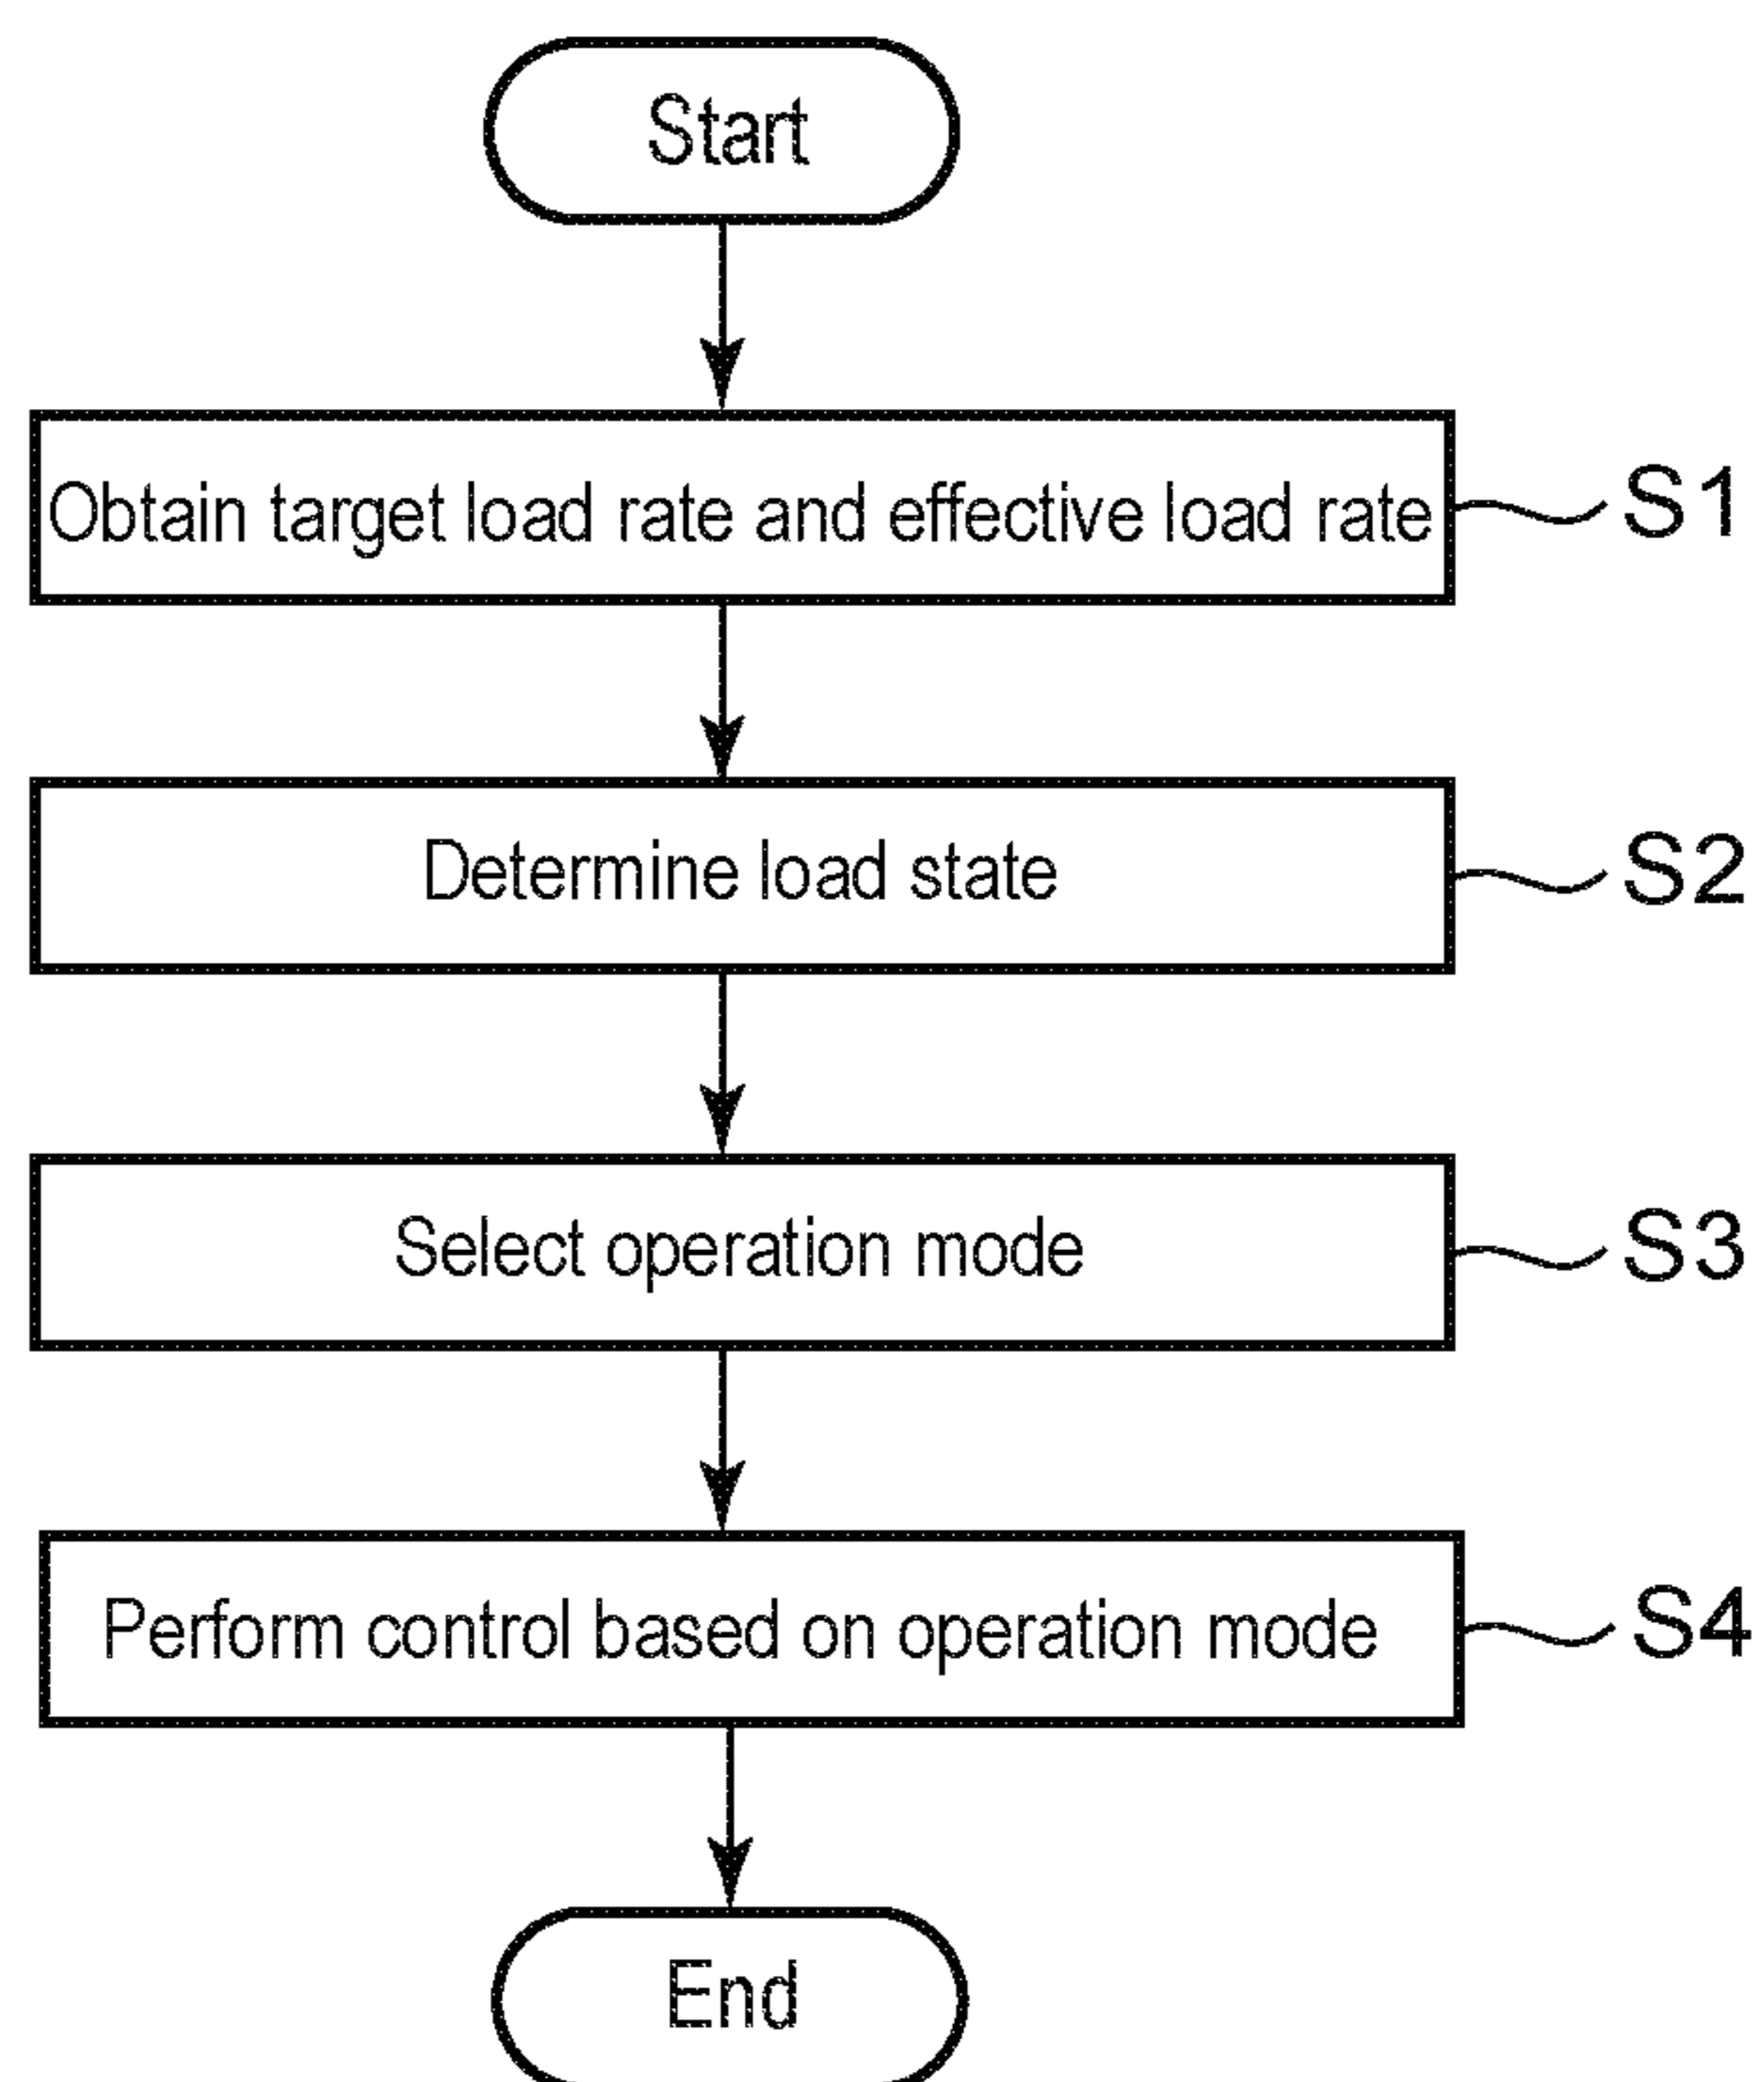 Start
Obtain target load rate and effective load rate
S1
Determine load state
S2
Select operation mode
S3
Perform control based on operation mode
S4
End